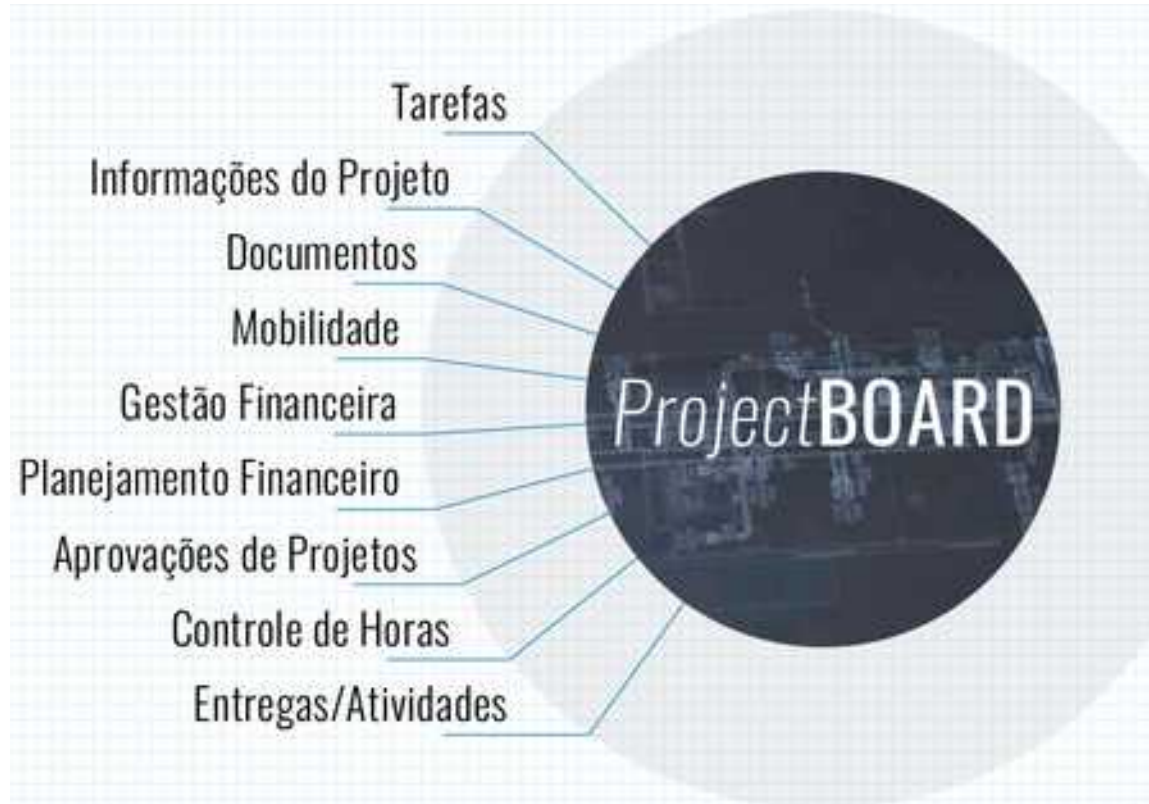 Tarefas
Informações do Projeto
Documentos
Mobilidade
Gestão Financeira
Planejamento Financeiro
Aprovações de Projetos
Controle de Horas
Entregas/Atividades
ProjectBOARD